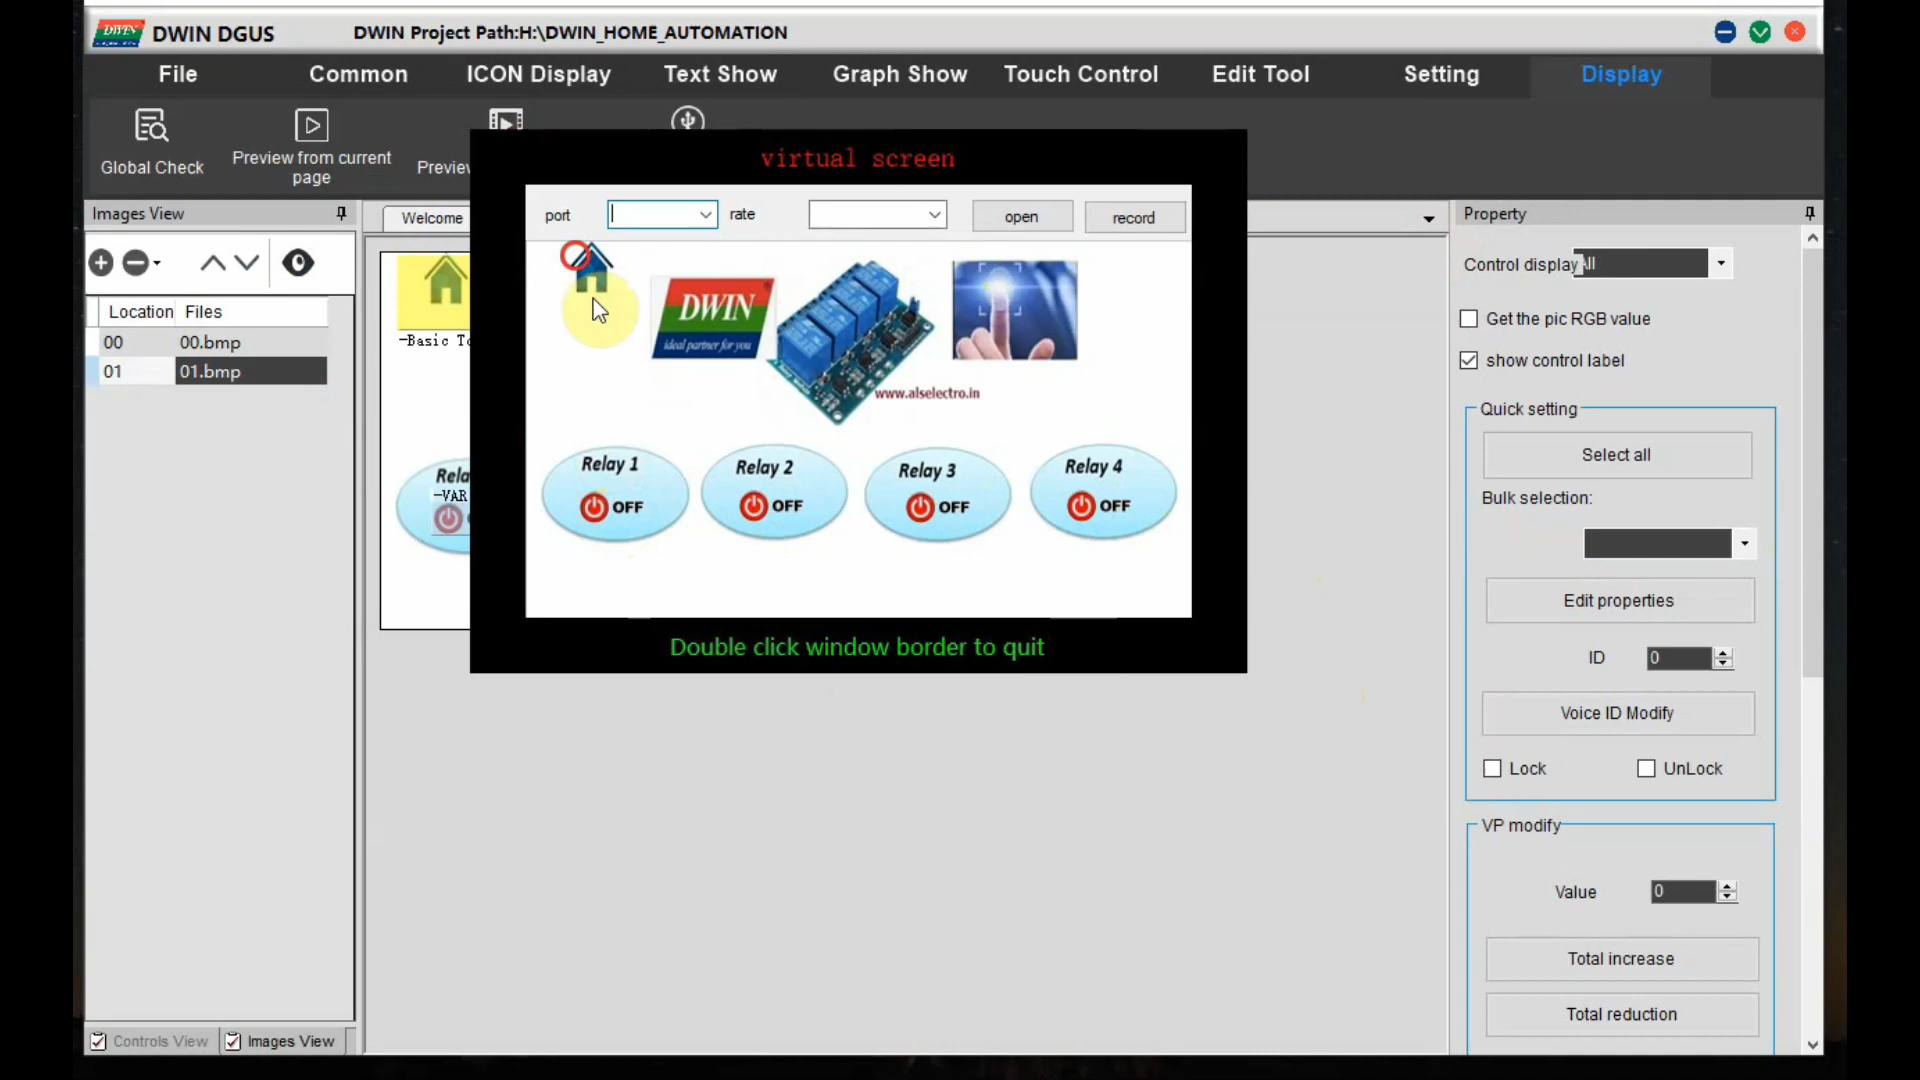 DWIN DWIN DGUS DWIN Project Path:H:\DWIN_HOME_AUTOMATION
File Common ICON Display Text Show Graph Show Touch Control Edit Tool Setting Display
Global Check
Preview from current
page
Preview
virtual screen
Images View
Welcome
port
rate
open
record
Property
Control display
All
Location Files
00 00.bmp
01 01.bmp
-Basic To
DWIN
ideal partner for you
www.alselectro.in
Get the pic RGB value
show control label
Quick setting
Select all
Bulk selection:
Rela
-VAR
Relay 1
OFF
Relay 2
OFF
Relay 3
OFF
Relay 4
OFF
Edit properties
ID 0
Double click window border to quit
Voice ID Modify
Lock UnLock
VP modify
Value 0
Total increase
Total reduction
Controls View Images View